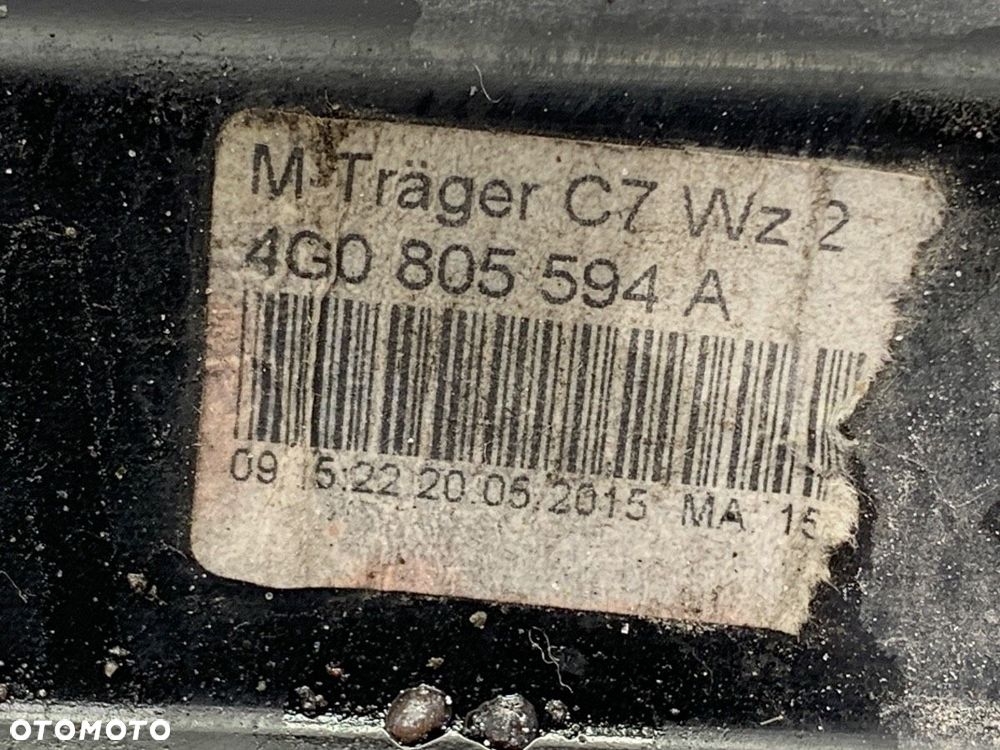 M-Träger C7 Wz 2
4G0 805 594 A
09 15:22 20.05.2015 MA 15
OTOMOTO